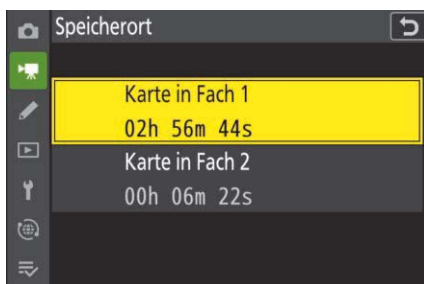 Speicherort
Karte in Fach 1
02h 56m 44s
Karte in Fach 2
00h 06m 22s